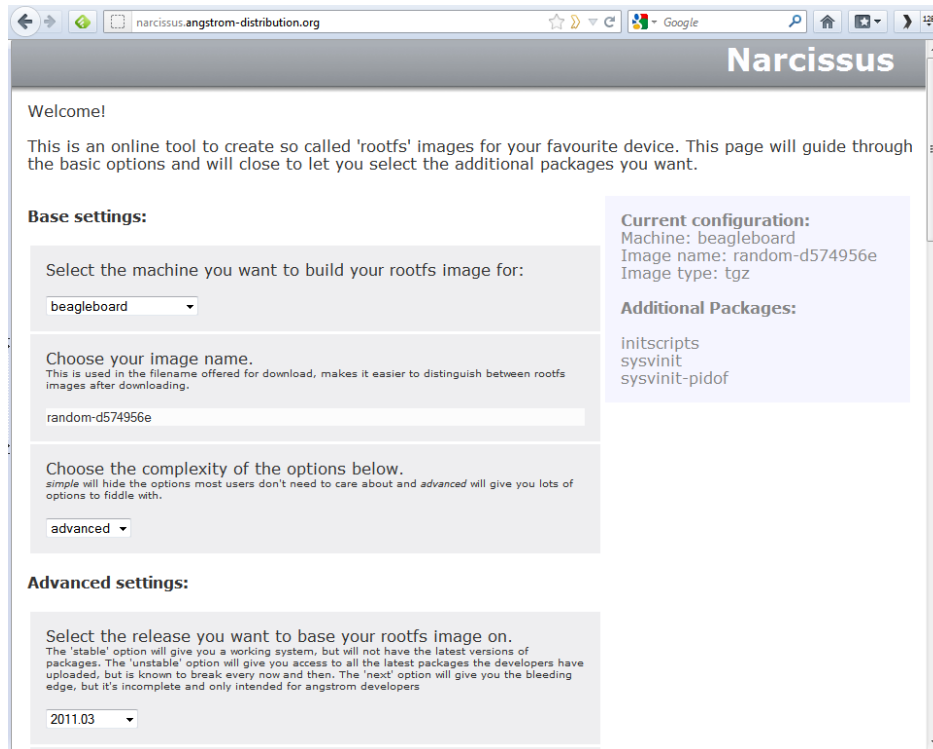 narcissus.angstrom-distribution.org
Google
Narcissus
Welcome!
This is an online tool to create so called 'rootfs' images for your favourite device. This page will guide through
the basic options and will close to let you select the additional packages you want.
Base settings:
Select the machine you want to build your rootfs image for:
beagleboard
Choose your image name.
This is used in the filename offered for download, makes it easier to distinguish between rootfs
images after downloading.
random-d574956e
Choose the complexity of the options below.
simple will hide the options most users don't need to care about and advanced will give you lots of
options to fiddle with.
advanced
Current configuration:
Machine: beagleboard
Image name: random-d574956e
Image type: tgz
Additional Packages:
initscripts
sysvinit
sysvinit-pidof
Advanced settings:
Select the release you want to base your rootfs image on.
The 'stable' option will give you a working system, but will not have the latest versions of
packages. The 'unstable' option will give you access to all the latest packages the developers have
uploaded, but is known to break every now and then. The 'next' option will give you the bleeding
edge, but it's incomplete and only intended for angstrom developers
2011.03